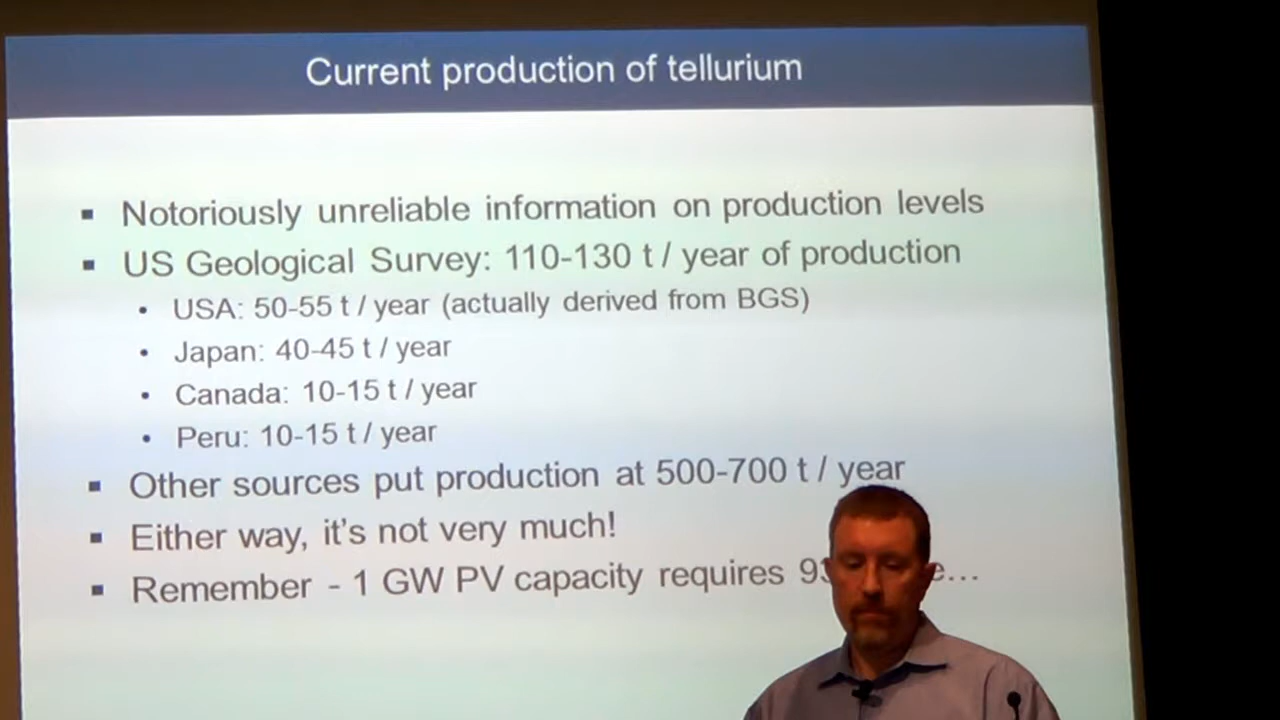 Current production of tellurium
▪ Notoriously unreliable information on production levels
▪ US Geological Survey: 110-130 t / year of production
• USA: 50-55 t / year (actually derived from BGS)
• Japan: 40-45 t / year
• Canada: 10-15 t / year
• Peru: 10-15 t / year
▪ Other sources put production at 500-700 t / year
▪ Either way, it's not very much!
▪ Remember - 1 GW PV capacity requires